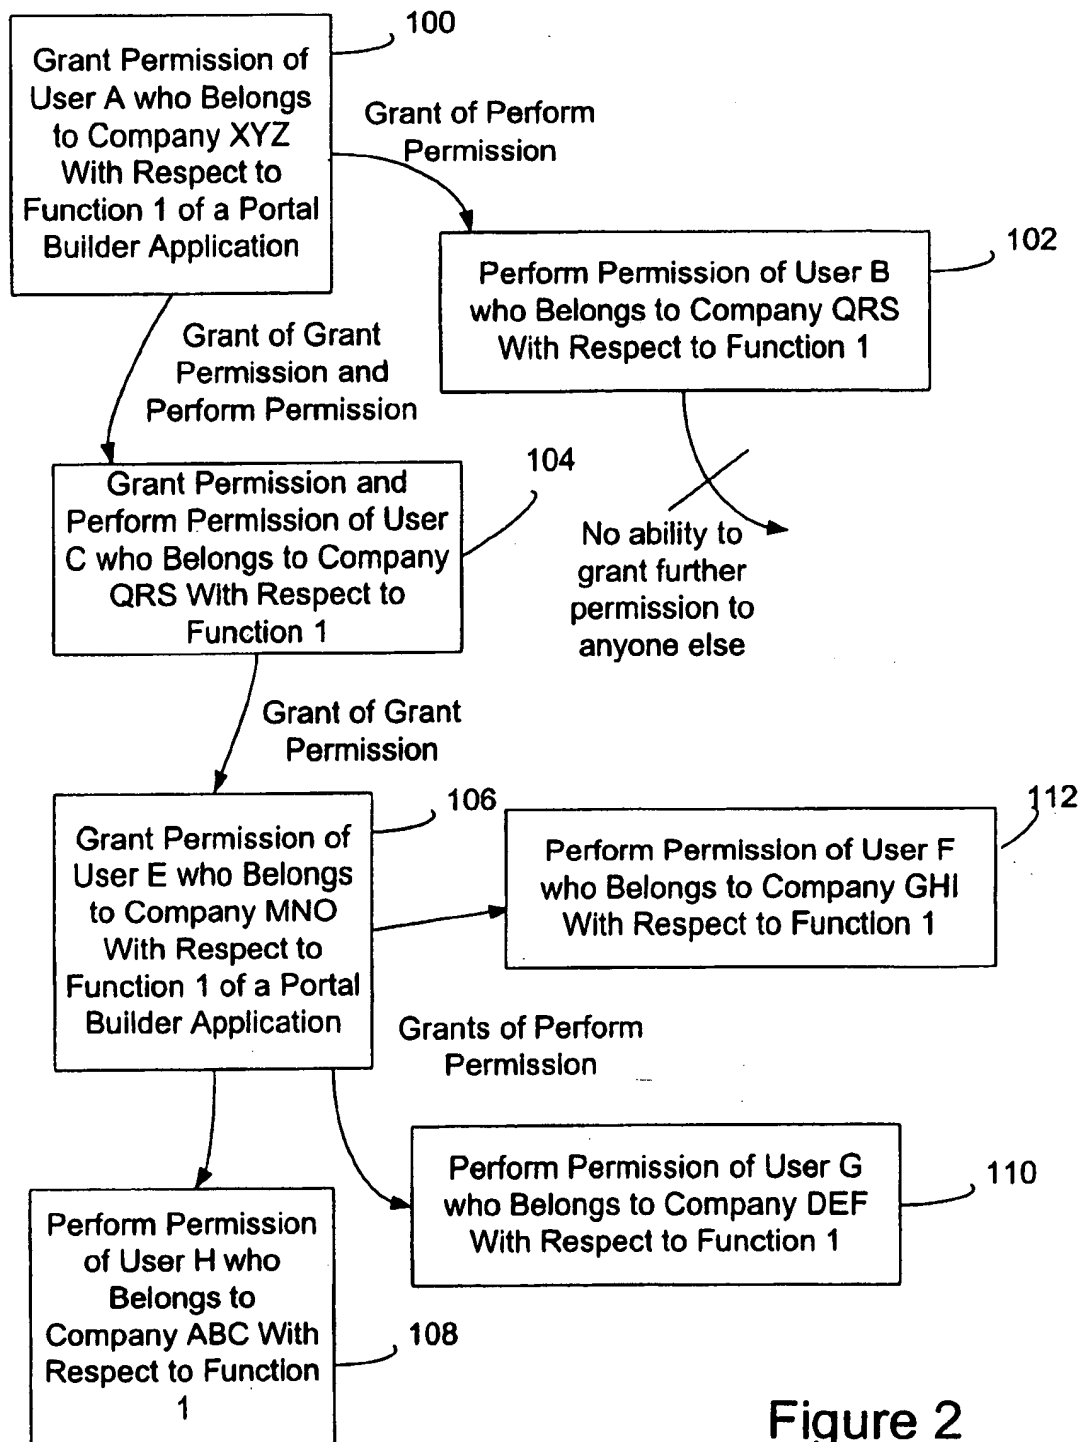 100
Grant Permission of
User A who Belongs
to Company XYZ
With Respect to
Function 1 of a Portal
Builder Application
Grant of Perform
Permission
102
Perform Permission of User B
who Belongs to Company QRS
With Respect to Function 1
Grant of Grant
Permission and
Perform Permission
104
Grant Permission and
Perform Permission of User
C who Belongs to Company
QRS With Respect to
Function 1
No ability to
grant further
permission to
anyone else
Grant of Grant
Permission
106
Grant Permission of
User E who Belongs
to Company MNO
With Respect to
Function 1 of a Portal
Builder Application
112
Perform Permission of User F
who Belongs to Company GHI
With Respect to Function 1
Grants of Perform
Permission
Perform Permission of User G
who Belongs to Company DEF
With Respect to Function 1
110
Perform Permission
of User H who
Belongs to
Company ABC With
Respect to Function
1
108
Figure 2